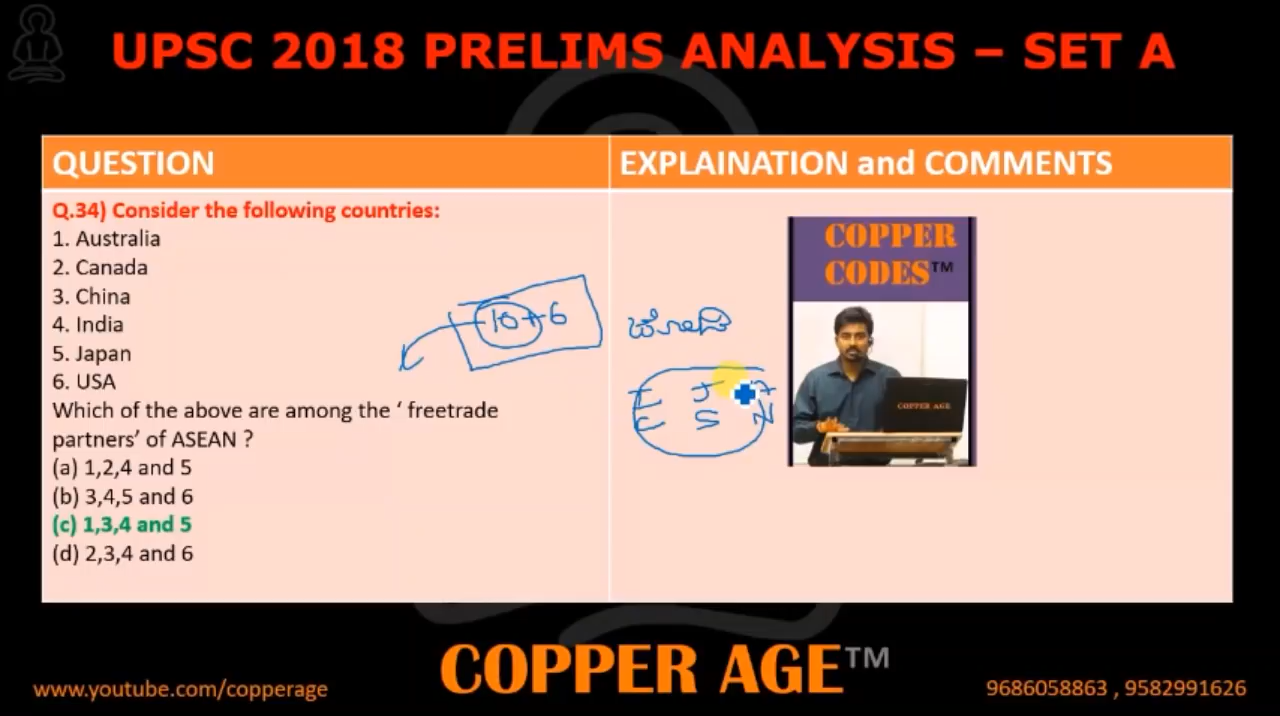 UPSC 2018 PRELIMS ANALYSIS – SET A
QUESTION
Q.34) Consider the following countries:
1. Australia
2. Canada
3. China
4. India
5. Japan
6. USA
Which of the above are among the ‘ freetrade
partners’ of ASEAN ?
(a) 1,2,4 and 5
(b) 3,4,5 and 6
(c) 1,3,4 and 5
(d) 2,3,4 and 6
10+6
EXPLAINATION and COMMENTS
COPPER
CODES™
COPPER AGE
I J
C S N
COPPER AGE™
www.youtube.com/copperage
9686058863 , 9582991626